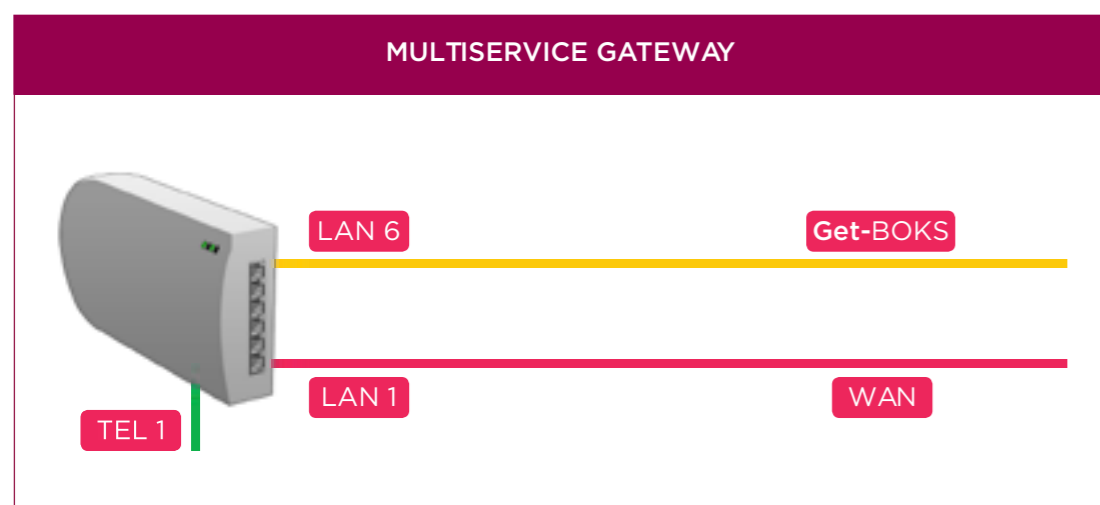 MULTISERVICE GATEWAY
LAN 6
Get-BOKS
LAN 1
WAN
TEL 1